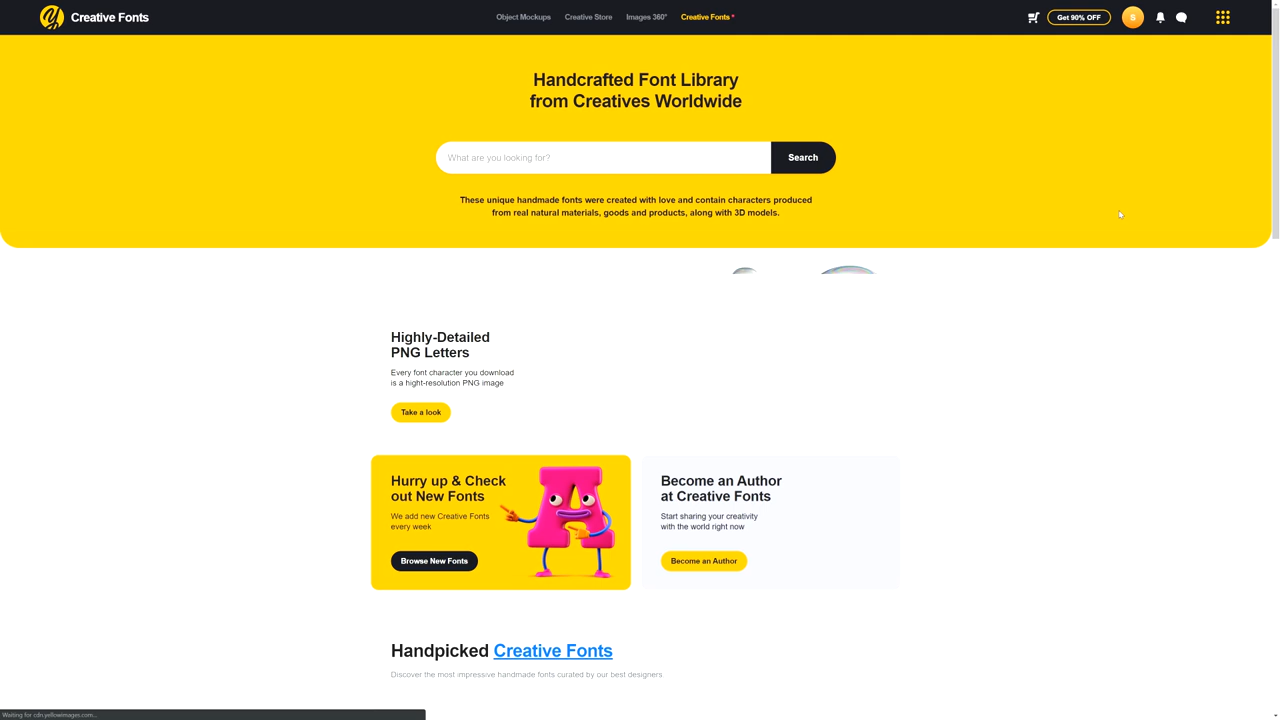 Creative Fonts
Object Mockups
Creative Store
Images 360°
Creative Fonts *
Get 90% OFF
S
Handcrafted Font Library
from Creatives Worldwide
What are you looking for?
Search
These unique handmade fonts were created with love and contain characters produced
from real natural materials, goods and products, along with 3D models.
Highly-Detailed
PNG Letters
Every font character you download
is a hight-resolution PNG image
Take a look
Hurry up & Check
out New Fonts
We add new Creative Fonts
every week
Browse New Fonts
Become an Author
at Creative Fonts
Start sharing your creativity
with the world right now
Become an Author
Handpicked Creative Fonts
Discover the most impressive handmade fonts curated by our best designers
Waiting for cdn.yellowimages.com...